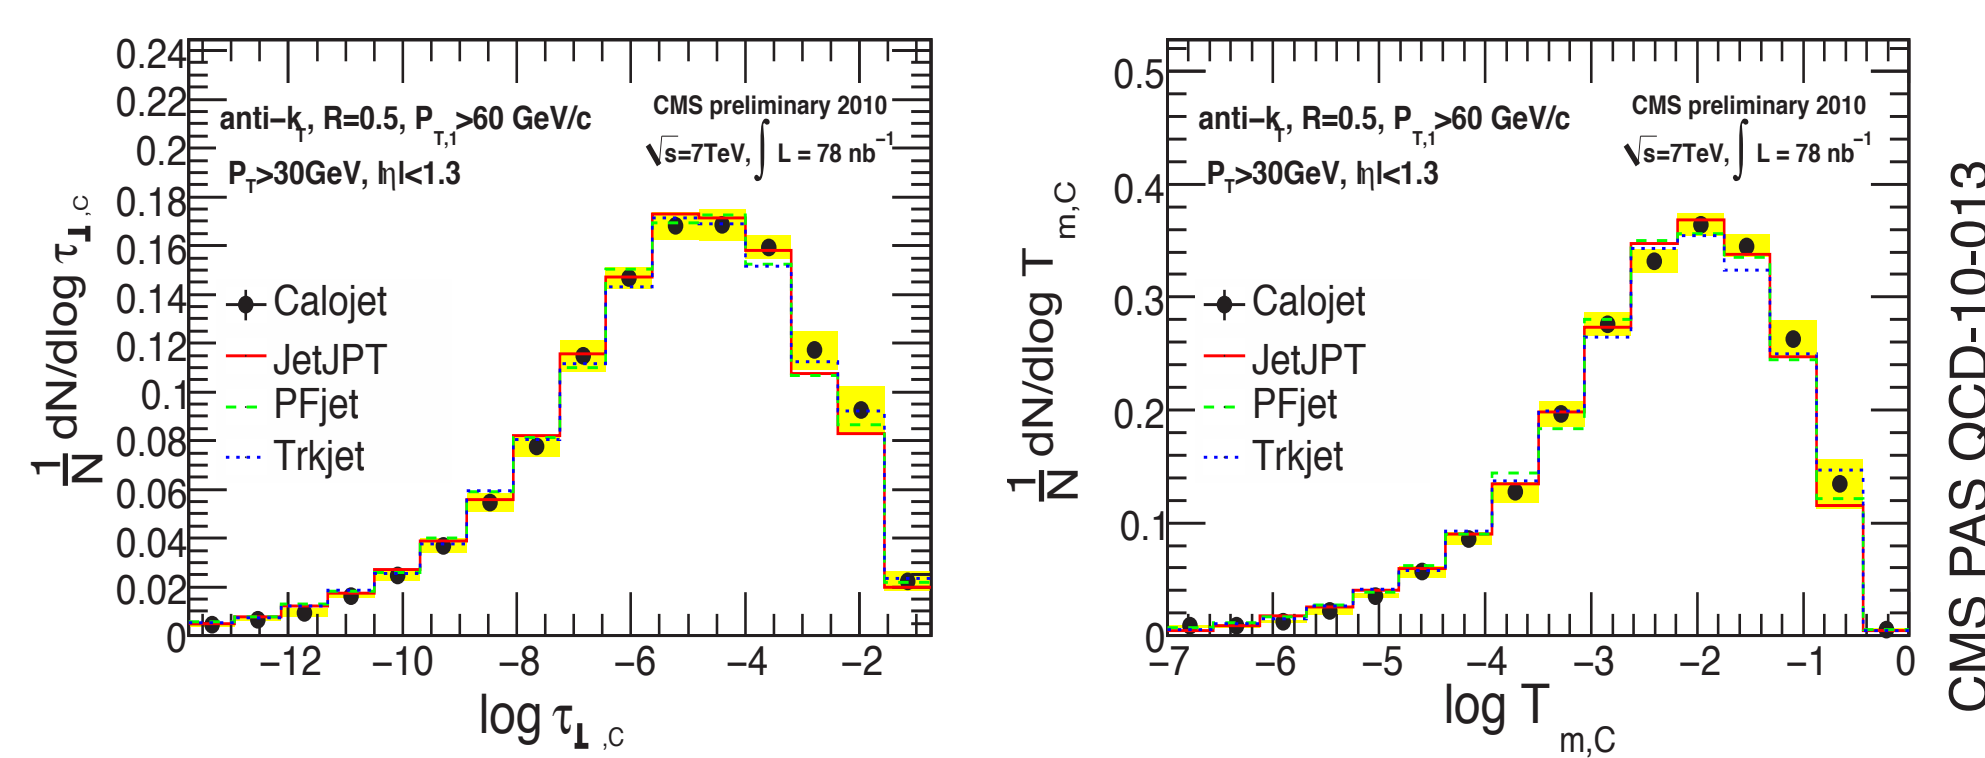 0.24
0.22
0.2
0.18
0.16
0.14
0.12
0.1
0.08
0.06
0.04
0.02
0
1/N dN/dlog τ⊥,C
anti−kT, R=0.5, PT,1>60 GeV/c
PT>30GeV, |η|<1.3
CMS preliminary 2010
√s=7TeV, ∫ L = 78 nb−1
Calojet
JetJPT
PFjet
Trkjet
−12 −10 −8 −6 −4 −2
log τ⊥,C
0.5
0.4
0.3
0.2
0.1
0
1/N dN/dlog Tm,C
anti−kT, R=0.5, PT,1>60 GeV/c
PT>30GeV, |η|<1.3
CMS preliminary 2010
√s=7TeV, ∫ L = 78 nb−1
Calojet
JetJPT
PFjet
Trkjet
−7 −6 −5 −4 −3 −2 −1 0
log Tm,C
CMS PAS QCD-10-013